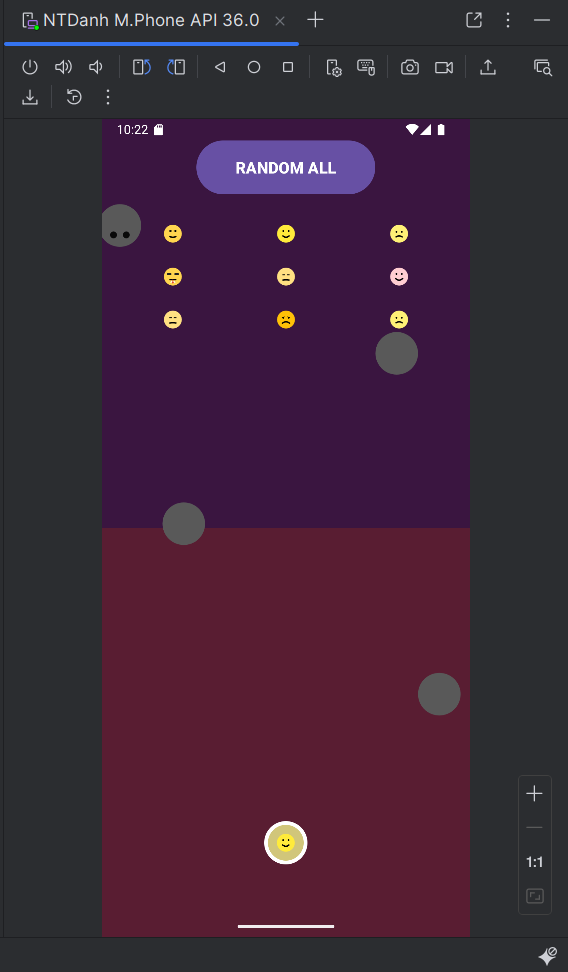 NTDanh M.Phone API 36.0
10:22
RANDOM ALL
1:1